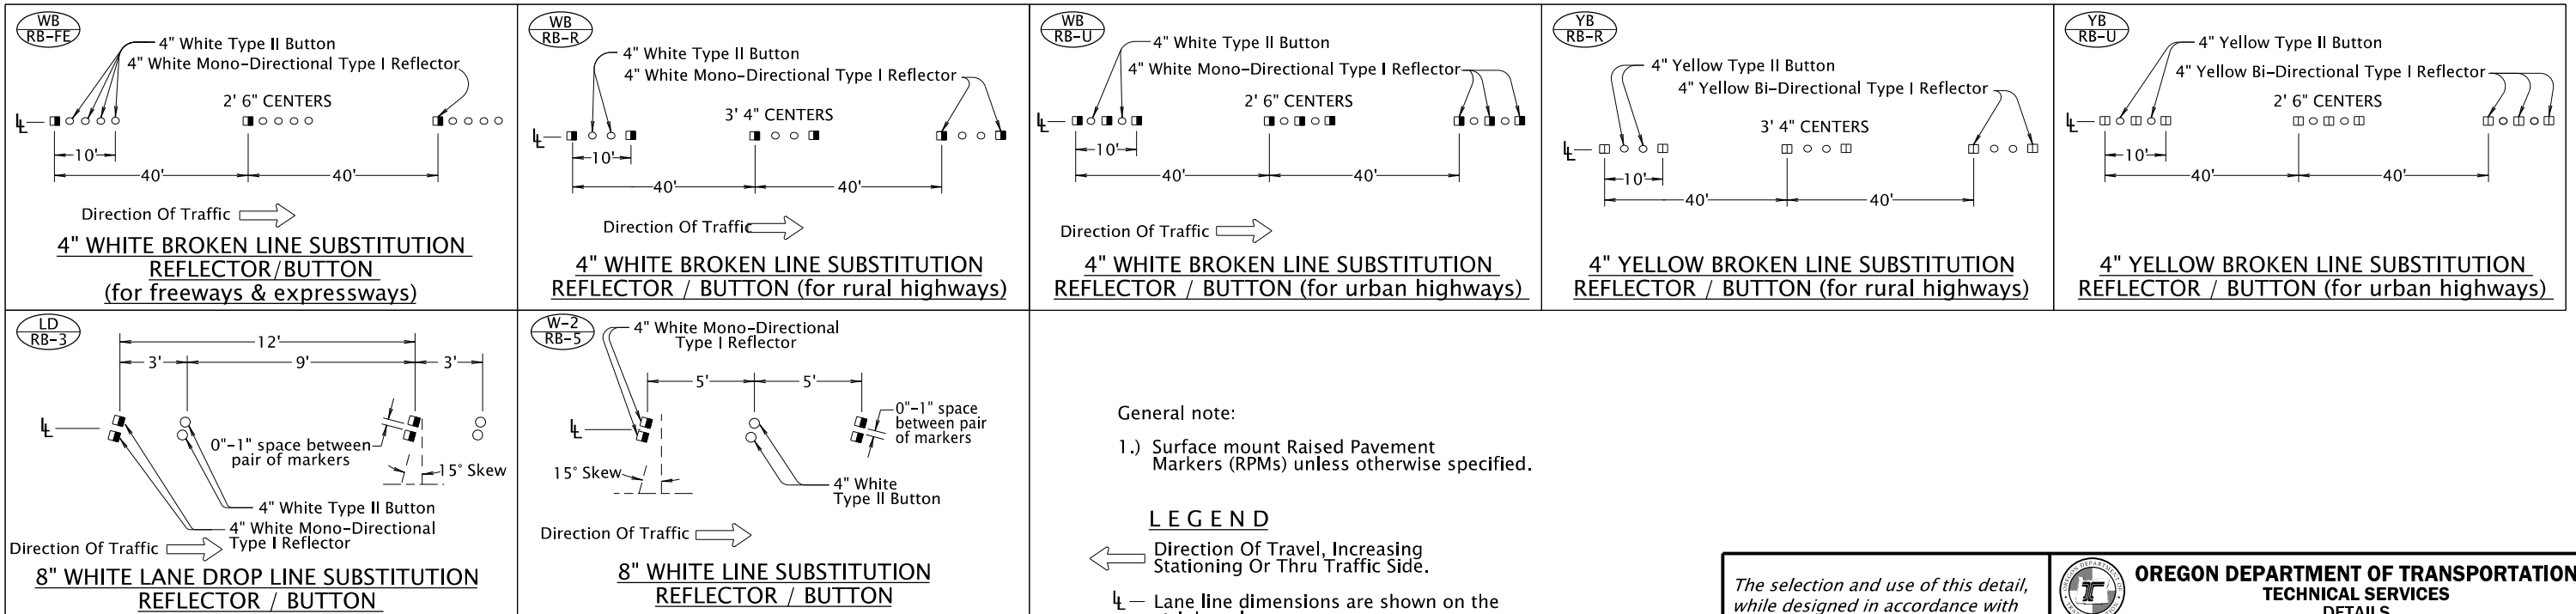 WB
RB-FE
4" White Type II Button
4" White Mono-Directional Type I Reflector
2' 6" CENTERS
10'
40'
40'
Direction Of Traffic
4" WHITE BROKEN LINE SUBSTITUTION
REFLECTOR/BUTTON
(for freeways & expressways)
WB
RB-R
4" White Type II Button
4" White Mono-Directional Type I Reflector
3' 4" CENTERS
10'
40'
40'
Direction Of Traffic
4" WHITE BROKEN LINE SUBSTITUTION
REFLECTOR / BUTTON (for rural highways)
WB
RB-U
4" White Type II Button
4" White Mono-Directional Type I Reflector
2' 6" CENTERS
10'
40'
40'
Direction Of Traffic
4" WHITE BROKEN LINE SUBSTITUTION
REFLECTOR / BUTTON (for urban highways)
YB
RB-R
4" Yellow Type II Button
4" Yellow Bi-Directional Type I Reflector
3' 4" CENTERS
10'
40'
40'
4" YELLOW BROKEN LINE SUBSTITUTION
REFLECTOR / BUTTON (for rural highways)
YB
RB-U
4" Yellow Type II Button
4" Yellow Bi-Directional Type I Reflector
2' 6" CENTERS
10'
40'
40'
4" YELLOW BROKEN LINE SUBSTITUTION
REFLECTOR / BUTTON (for urban highways)
LD
RB-3
12'
3'
9'
3'
0"-1" space between
pair of markers
15° Skew
4" White Type II Button
4" White Mono-Directional
Type I Reflector
Direction Of Traffic
8" WHITE LANE DROP LINE SUBSTITUTION
REFLECTOR / BUTTON
W-2
RB-5
4" White Mono-Directional
Type I Reflector
5'
5'
0"-1" space
between pair
of markers
15° Skew
4" White
Type II Button
Direction Of Traffic
8" WHITE LINE SUBSTITUTION
REFLECTOR / BUTTON
General note:
1.) Surface mount Raised Pavement
Markers (RPMs) unless otherwise specified.
LEGEND
Direction Of Travel, Increasing
Stationing Or Thru Traffic Side.
Lane line dimensions are shown on the
The selection and use of this detail,
while designed in accordance with
OREGON DEPARTMENT OF TRANSPORTATION
TECHNICAL SERVICES
DETAILS